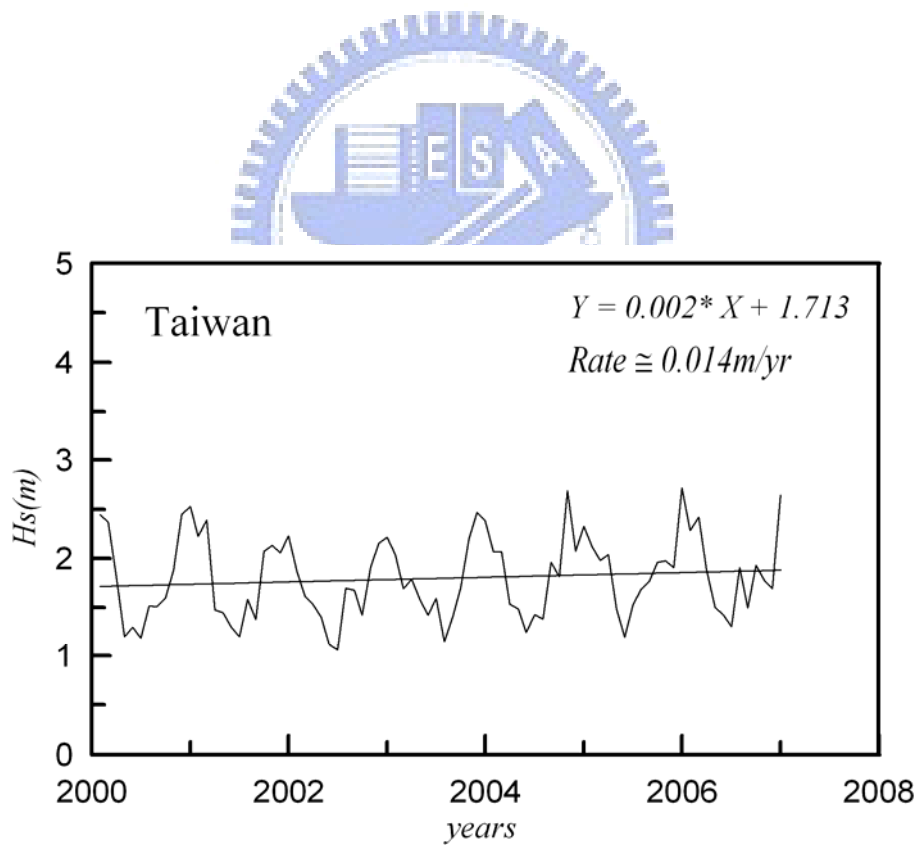 ESA
5
Taiwan
Y = 0.002* X + 1.713
Rate ≅ 0.014m/yr
4
3
Hs(m)
2
1
0
2000 2002 2004 2006 2008
years